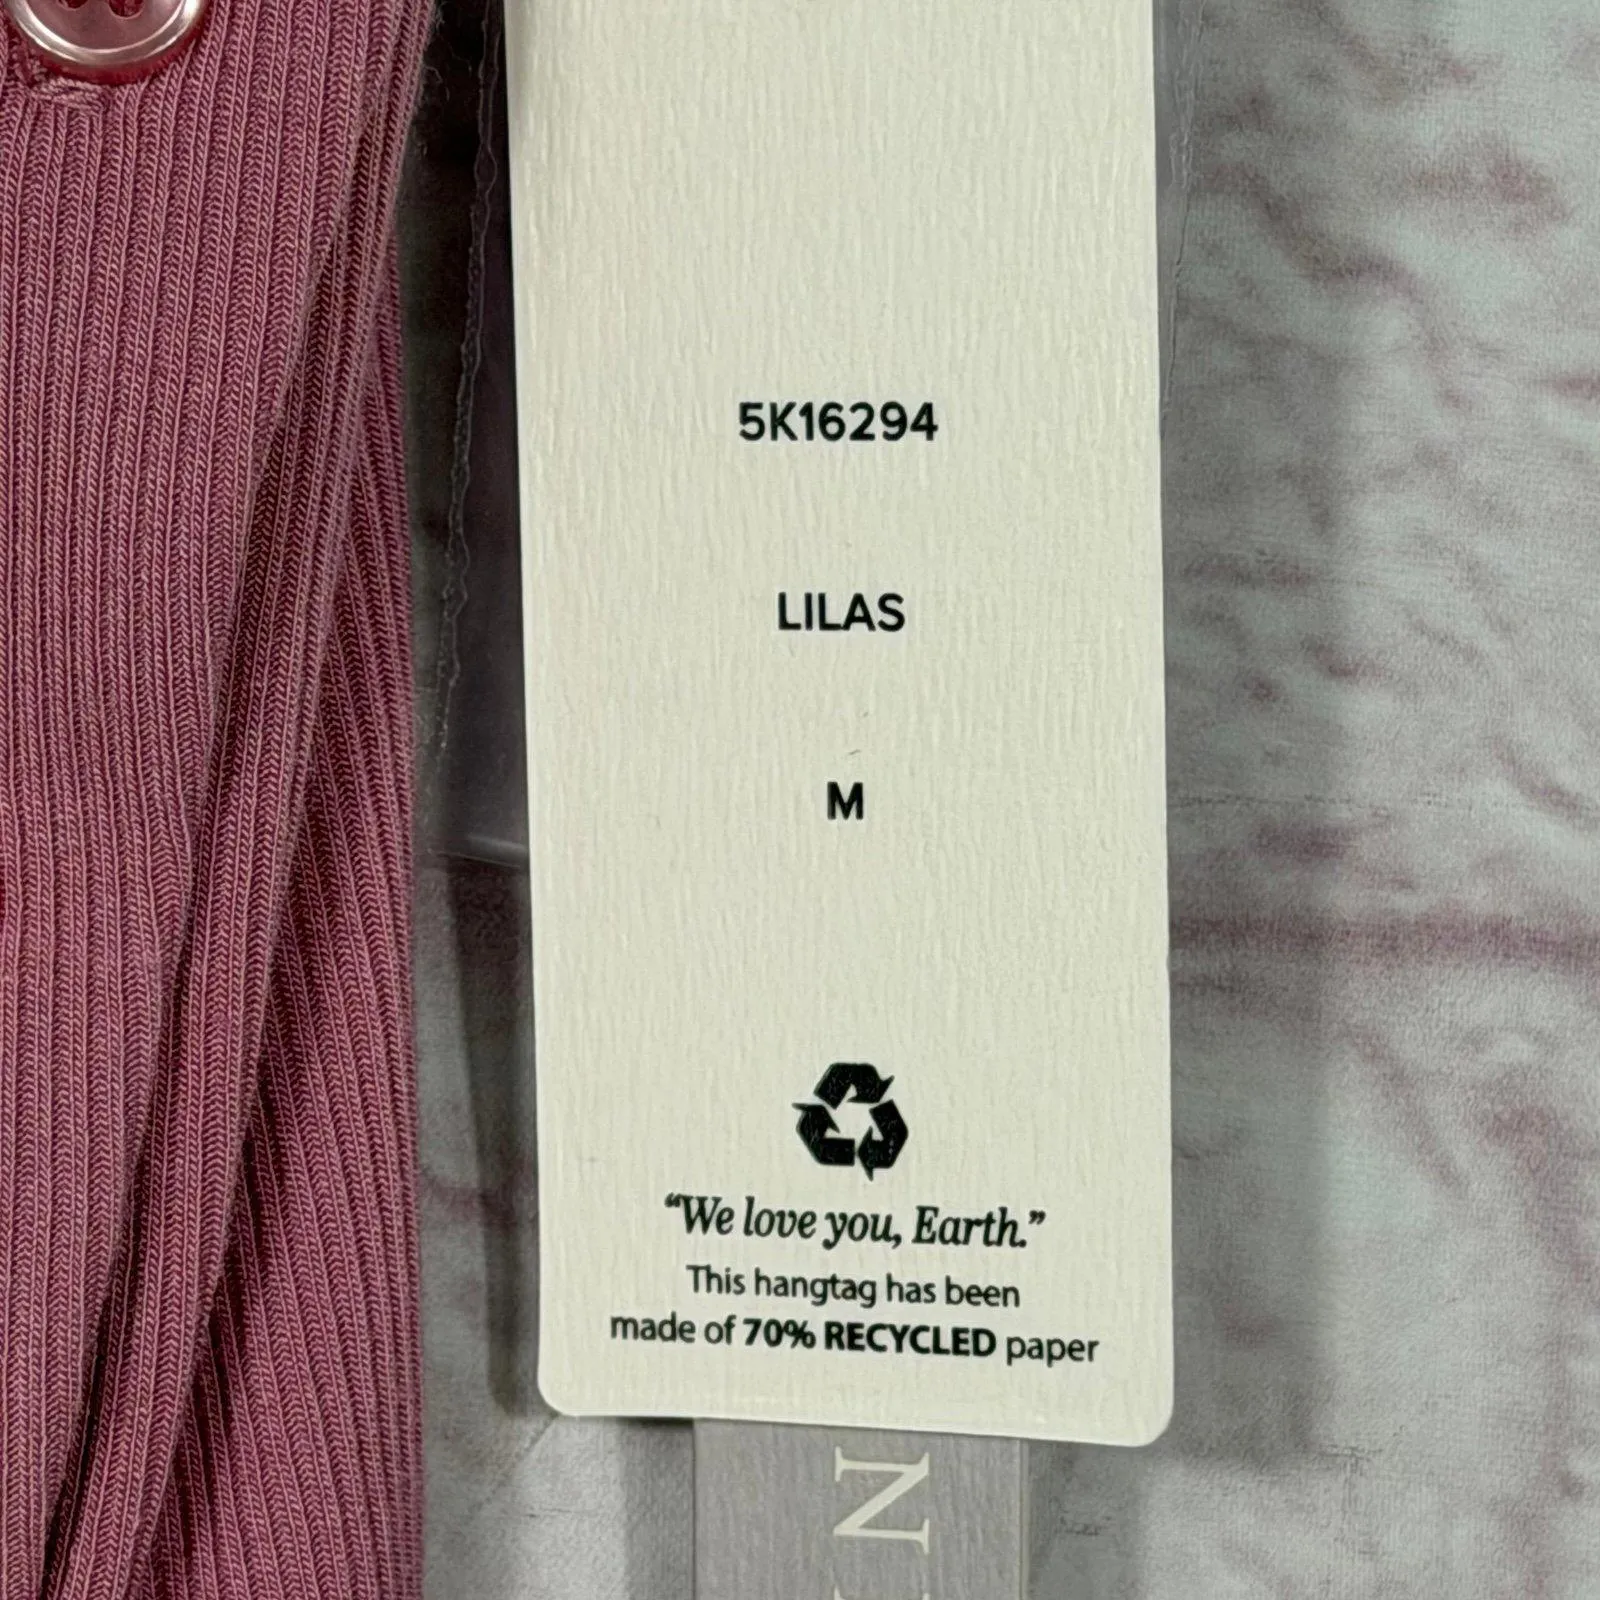 5K16294
LILAS
M
“We love you, Earth.”
This hangtag has been
made of 70% RECYCLED paper
N